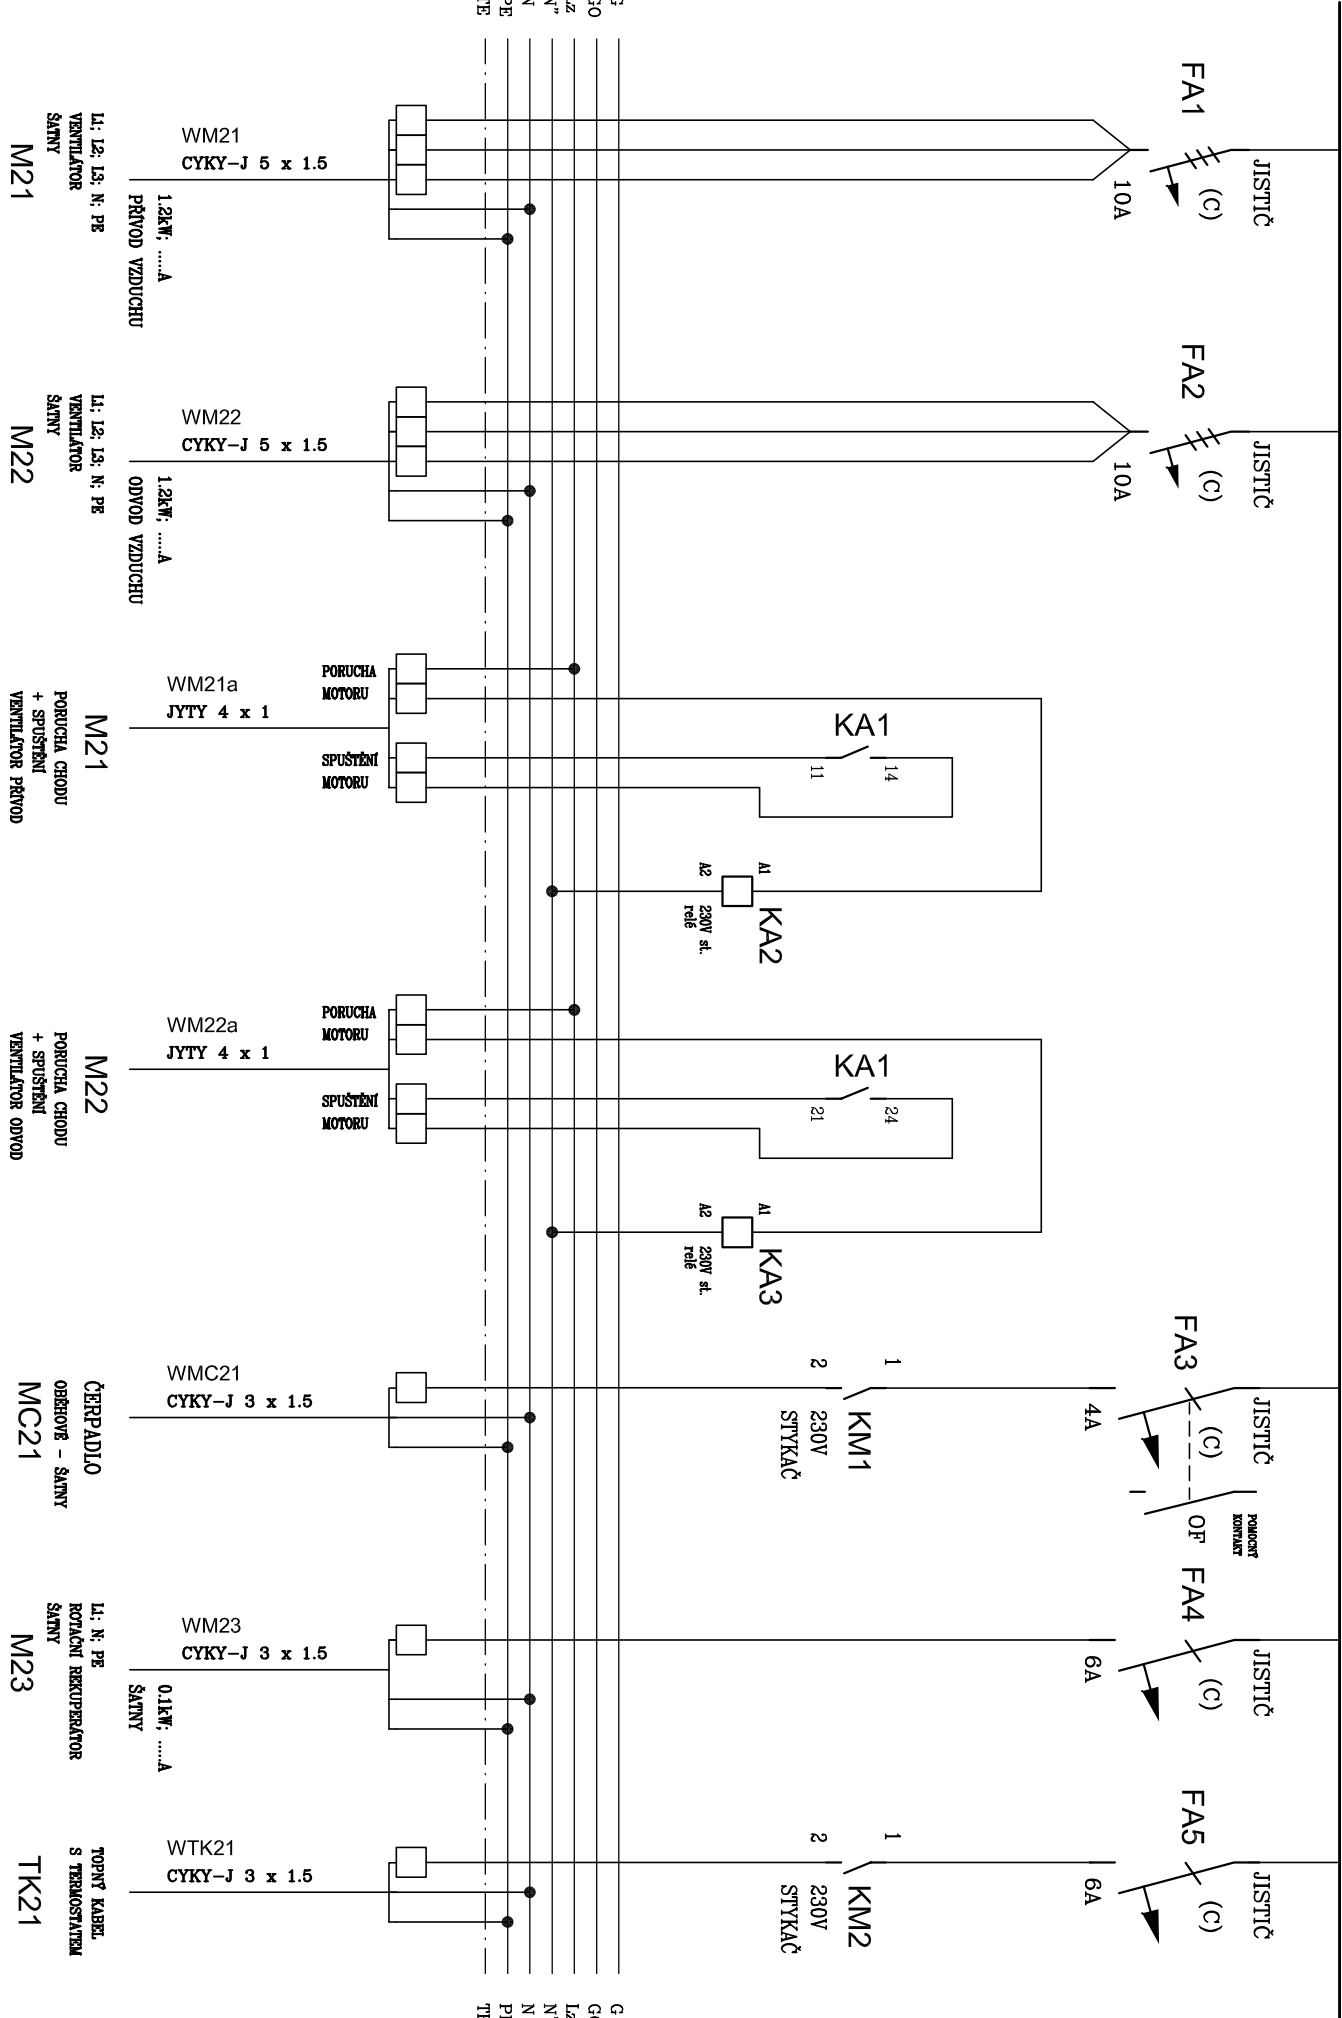 FA1
JISTIČ
(C)
10A
FA2
JISTIČ
(C)
10A
FA3
JISTIČ
(C)
4A
POMOCNÝ
KONTAKT
OF
FA4
JISTIČ
(C)
6A
FA5
JISTIČ
(C)
6A
KA1
11
14
KA2
A1
A2
230V st.
relé
KA1
21
24
KA3
A1
A2
230V st.
relé
KM1
1
2
230V
STYKAČ
KM2
1
2
230V
STYKAČ
G
GO
Lz
N"
N
PE
TE
G
Lz
N
WM21
CYKY-J 5 x 1.5
L1; L2; L3; N; PE
VENTILÁTOR
ŠATNY
1.2kW; .....A
PŘÍVOD VZDUCHU
M21
WM22
CYKY-J 5 x 1.5
L1; L2; L3; N; PE
VENTILÁTOR
ŠATNY
1.2kW; .....A
ODVOD VZDUCHU
M22
PORUCHA
MOTORU
SPUŠTĚNÍ
MOTORU
WM21a
JYTY 4 x 1
M21
PORUCHA CHODU
+ SPUŠTĚNÍ
VENTILÁTOR PŘÍVOD
PORUCHA
MOTORU
SPUŠTĚNÍ
MOTORU
WM22a
JYTY 4 x 1
M22
PORUCHA CHODU
+ SPUŠTĚNÍ
VENTILÁTOR ODVOD
WMC21
CYKY-J 3 x 1.5
ČERPADLO
OBĚHOVÉ - ŠATNY
MC21
WM23
CYKY-J 3 x 1.5
L1; N; PE
ROTAČNÍ REKUPERÁTOR
ŠATNY
0.1kW; .....A
ŠATNY
M23
WTK21
CYKY-J 3 x 1.5
TOPNÝ KABEL
S TERMOSTATEM
TK21